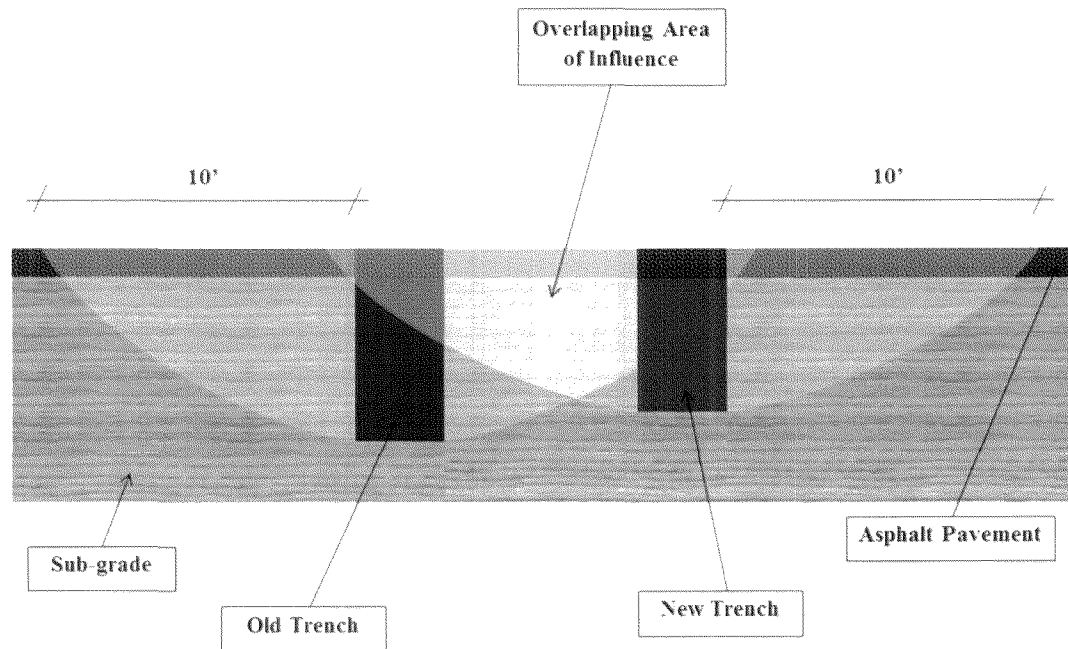 Overlapping Area
of Influence
10’
10’
Asphalt Pavement
Sub-grade
New Trench
Old Trench